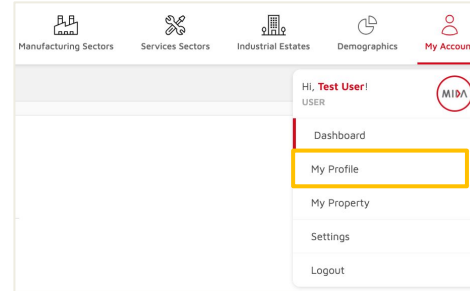 Manufacturing Sectors
Services Sectors
Industrial Estates
Demographics
My Accoun
Hi, Test User!
USER
MIDA
Dashboard
My Profile
My Property
Settings
Logout